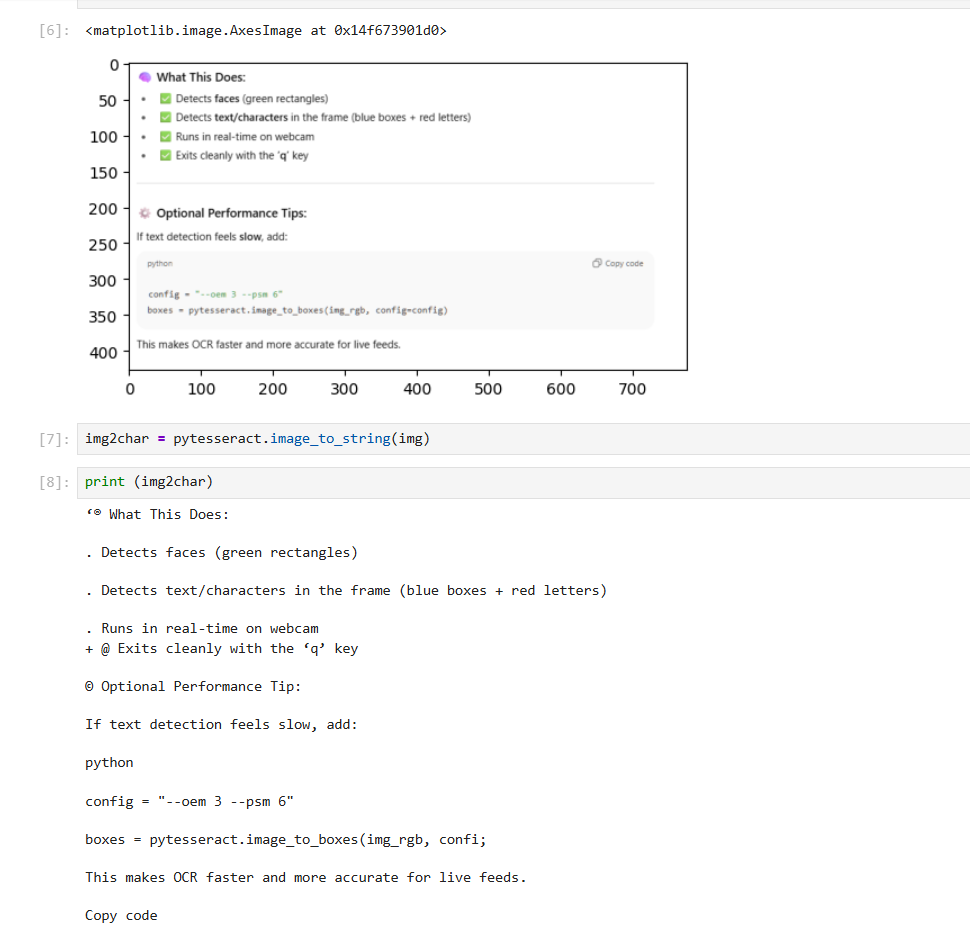 [6]: <matplotlib.image.AxesImage at 0x14f673901d0>
0
50
100
150
200
250
300
350
400
🧠 What This Does:
• ✅ Detects faces (green rectangles)
• ✅ Detects text/characters in the frame (blue boxes + red letters)
• ✅ Runs in real-time on webcam
• ✅ Exits cleanly with the 'q' key
⚙️ Optional Performance Tips:
If text detection feels slow, add:
python Copy code
config = "--oem 3 --psm 6"
boxes = pytesseract.image_to_boxes(img_rgb, config=config)
This makes OCR faster and more accurate for live feeds.
0 100 200 300 400 500 600 700
[7]: img2char = pytesseract.image_to_string(img)
[8]: print (img2char)
‘® What This Does:
. Detects faces (green rectangles)
. Detects text/characters in the frame (blue boxes + red letters)
. Runs in real-time on webcam
+ @ Exits cleanly with the ‘q’ key
© Optional Performance Tip:
If text detection feels slow, add:
python
config = "--oem 3 --psm 6"
boxes = pytesseract.image_to_boxes(img_rgb, confi;
This makes OCR faster and more accurate for live feeds.
Copy code